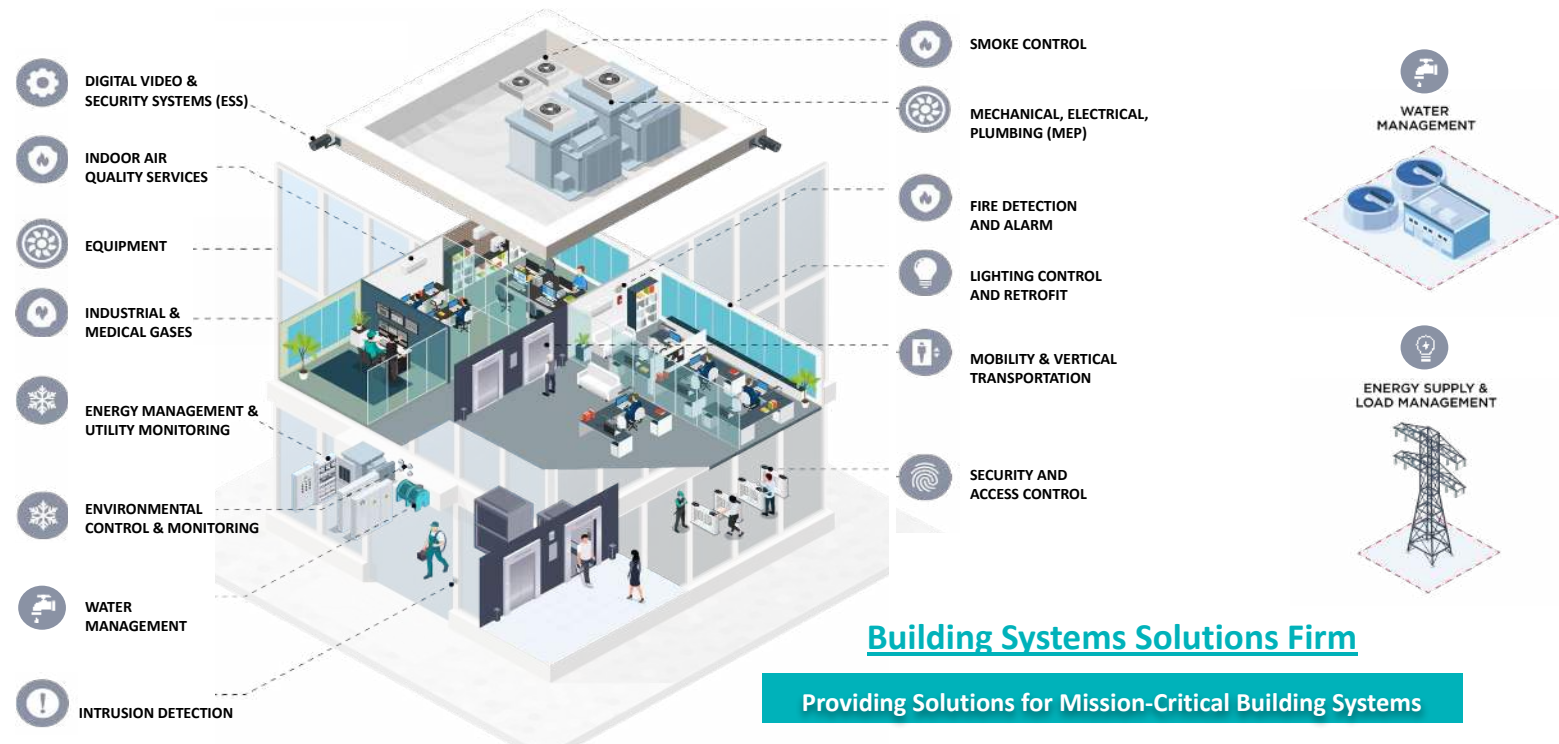 DIGITAL VIDEO &
SECURITY SYSTEMS (ESS)
INDOOR AIR
QUALITY SERVICES
EQUIPMENT
INDUSTRIAL &
MEDICAL GASES
ENERGY MANAGEMENT &
UTILITY MONITORING
ENVIRONMENTAL
CONTROL & MONITORING
WATER
MANAGEMENT
INTRUSION DETECTION
SMOKE CONTROL
MECHANICAL, ELECTRICAL,
PLUMBING (MEP)
FIRE DETECTION
AND ALARM
LIGHTING CONTROL
AND RETROFIT
MOBILITY & VERTICAL
TRANSPORTATION
SECURITY AND
ACCESS CONTROL
WATER
MANAGEMENT
ENERGY SUPPLY &
LOAD MANAGEMENT
Building Systems Solutions Firm
Providing Solutions for Mission-Critical Building Systems